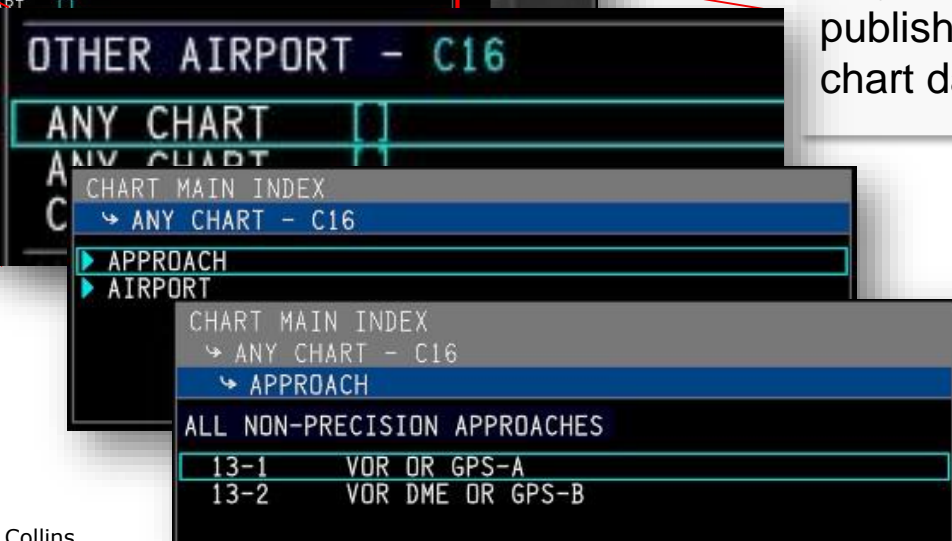 publish
chart d
OTHER AIRPORT - C16
ANY CHART []
ANY CHART []
C
CHART MAIN INDEX
↳ ANY CHART - C16
APPROACH
AIRPORT
CHART MAIN INDEX
↳ ANY CHART - C16
↳ APPROACH
ALL NON-PRECISION APPROACHES
13-1 VOR OR GPS-A
13-2 VOR DME OR GPS-B
Collins